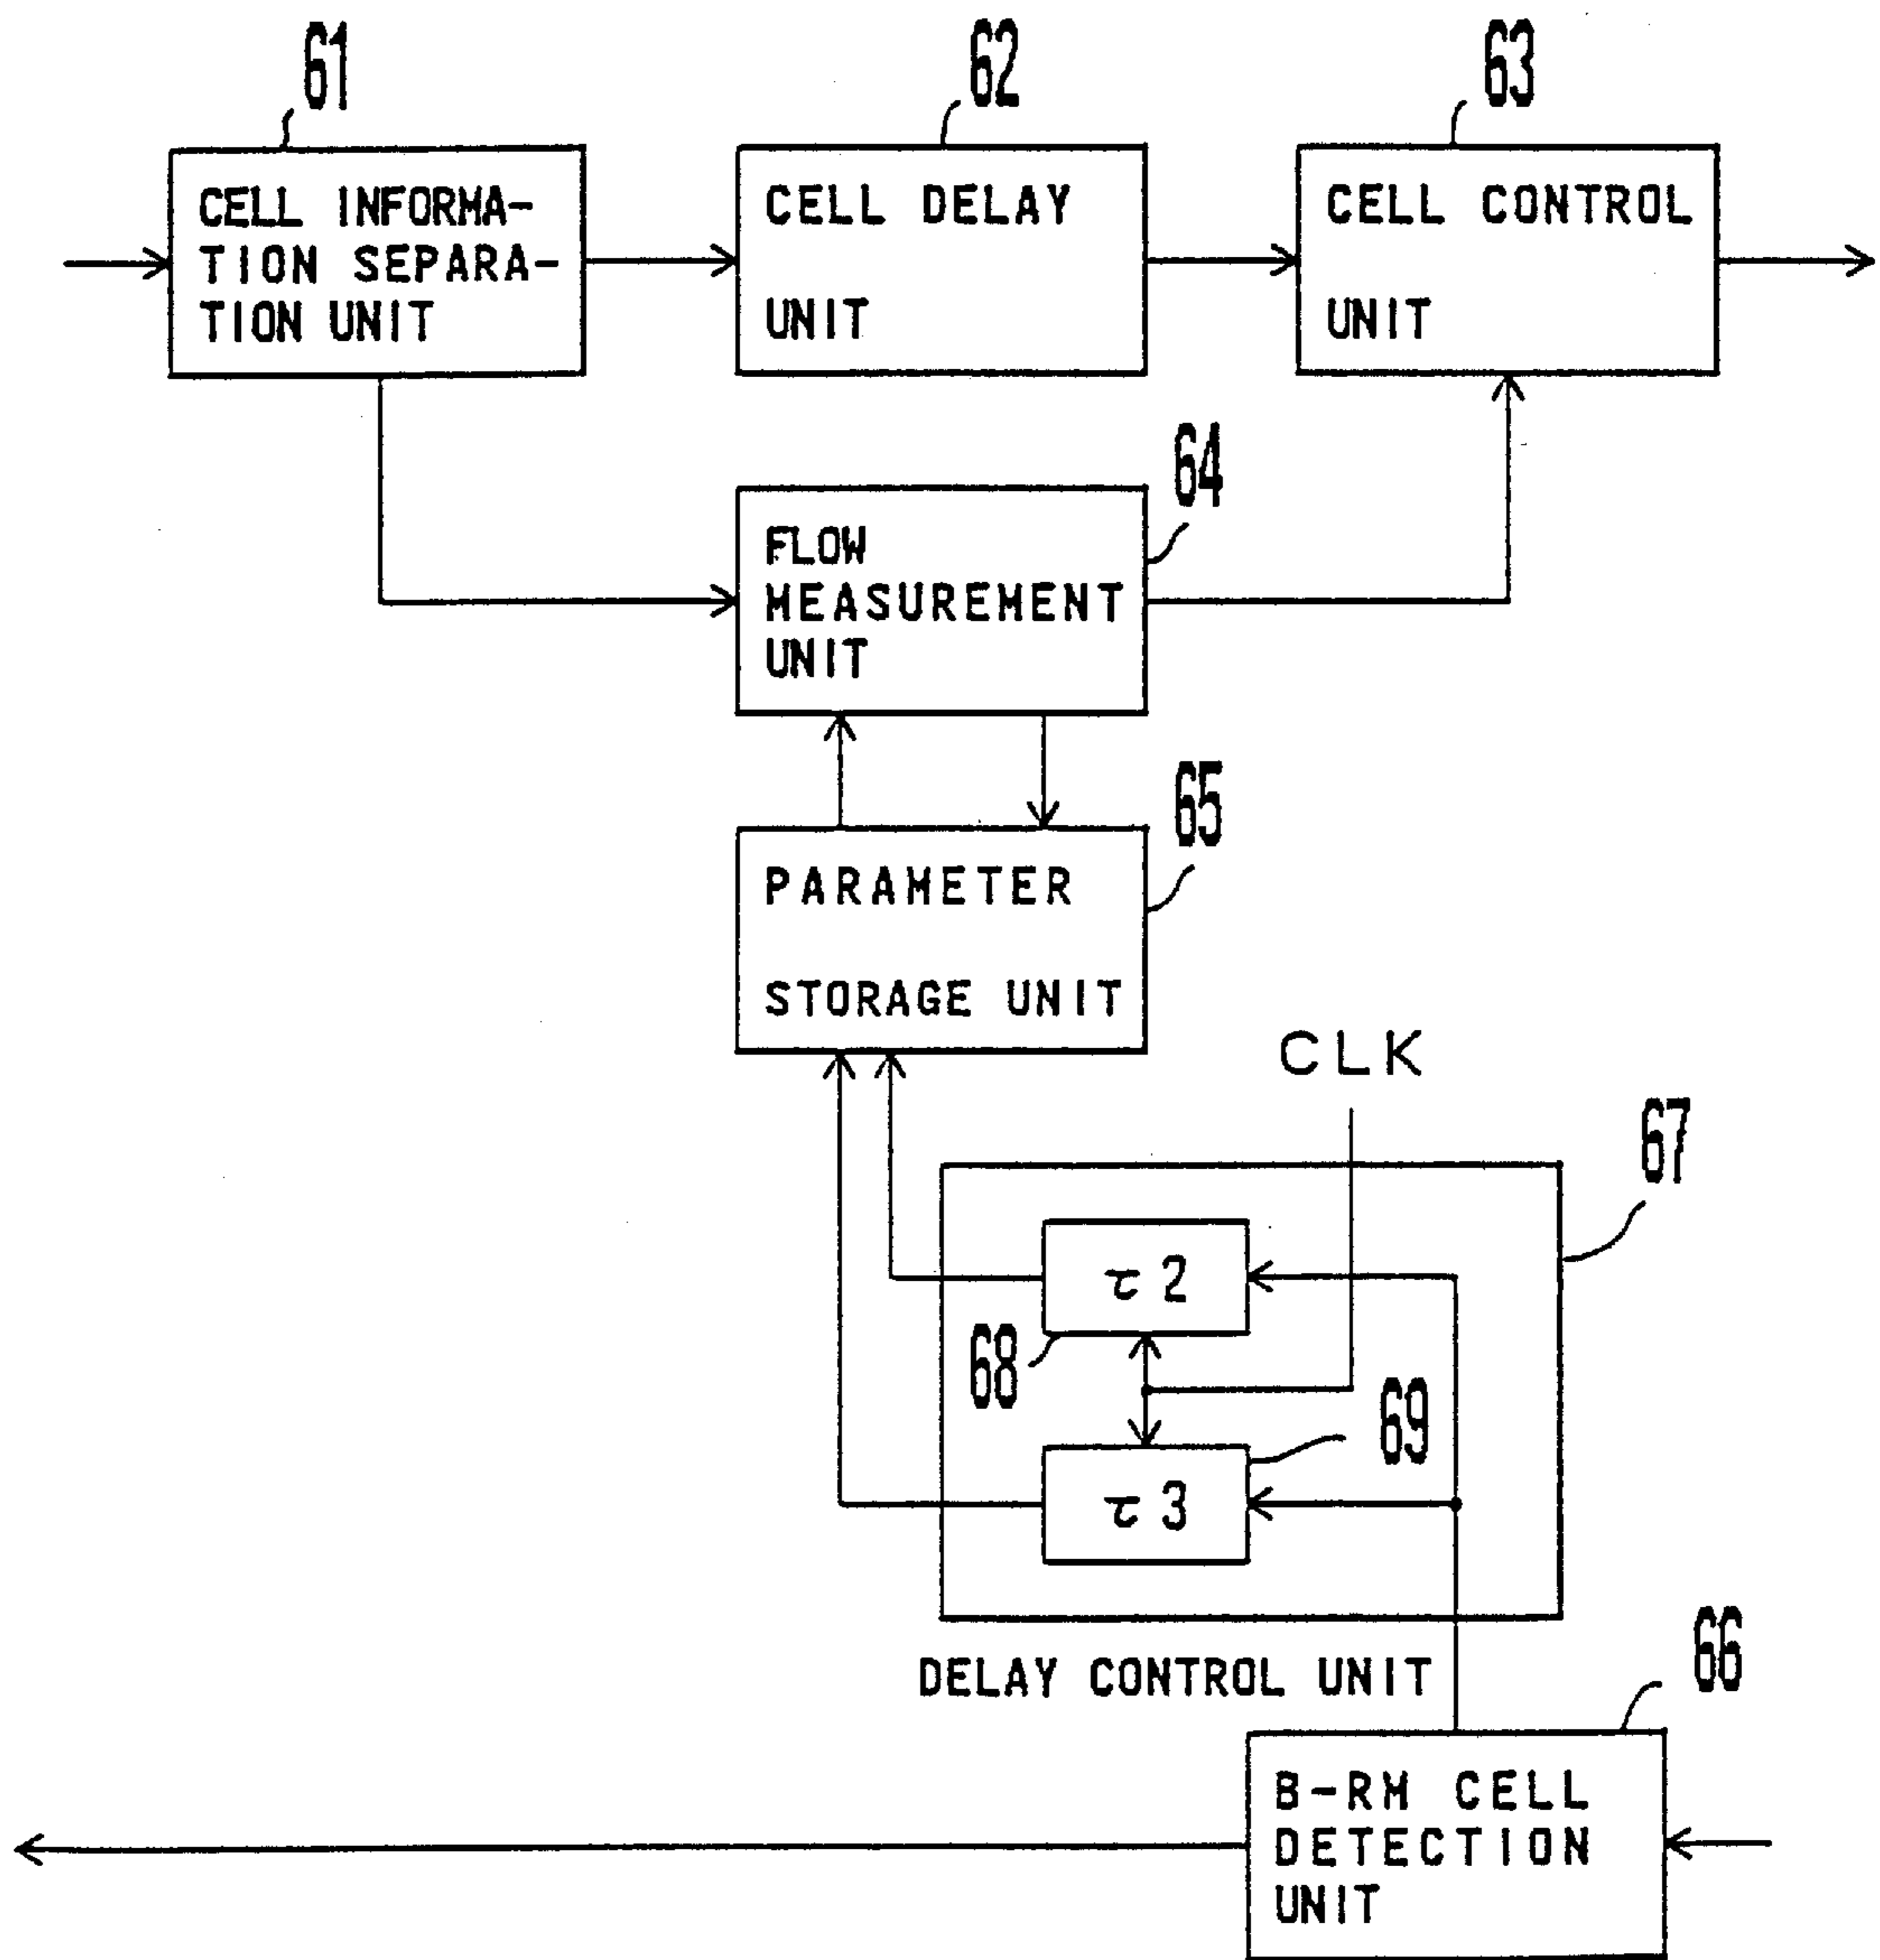 61
62
63
CELL INFORMA-
TION SEPARA-
TION UNIT
CELL DELAY
UNIT
CELL CONTROL
UNIT
64
FLOW
MEASUREMENT
UNIT
65
PARAMETER
STORAGE UNIT
CLK
67
τ2
68
69
τ3
DELAY CONTROL UNIT
66
B-RM CELL
DETECTION
UNIT